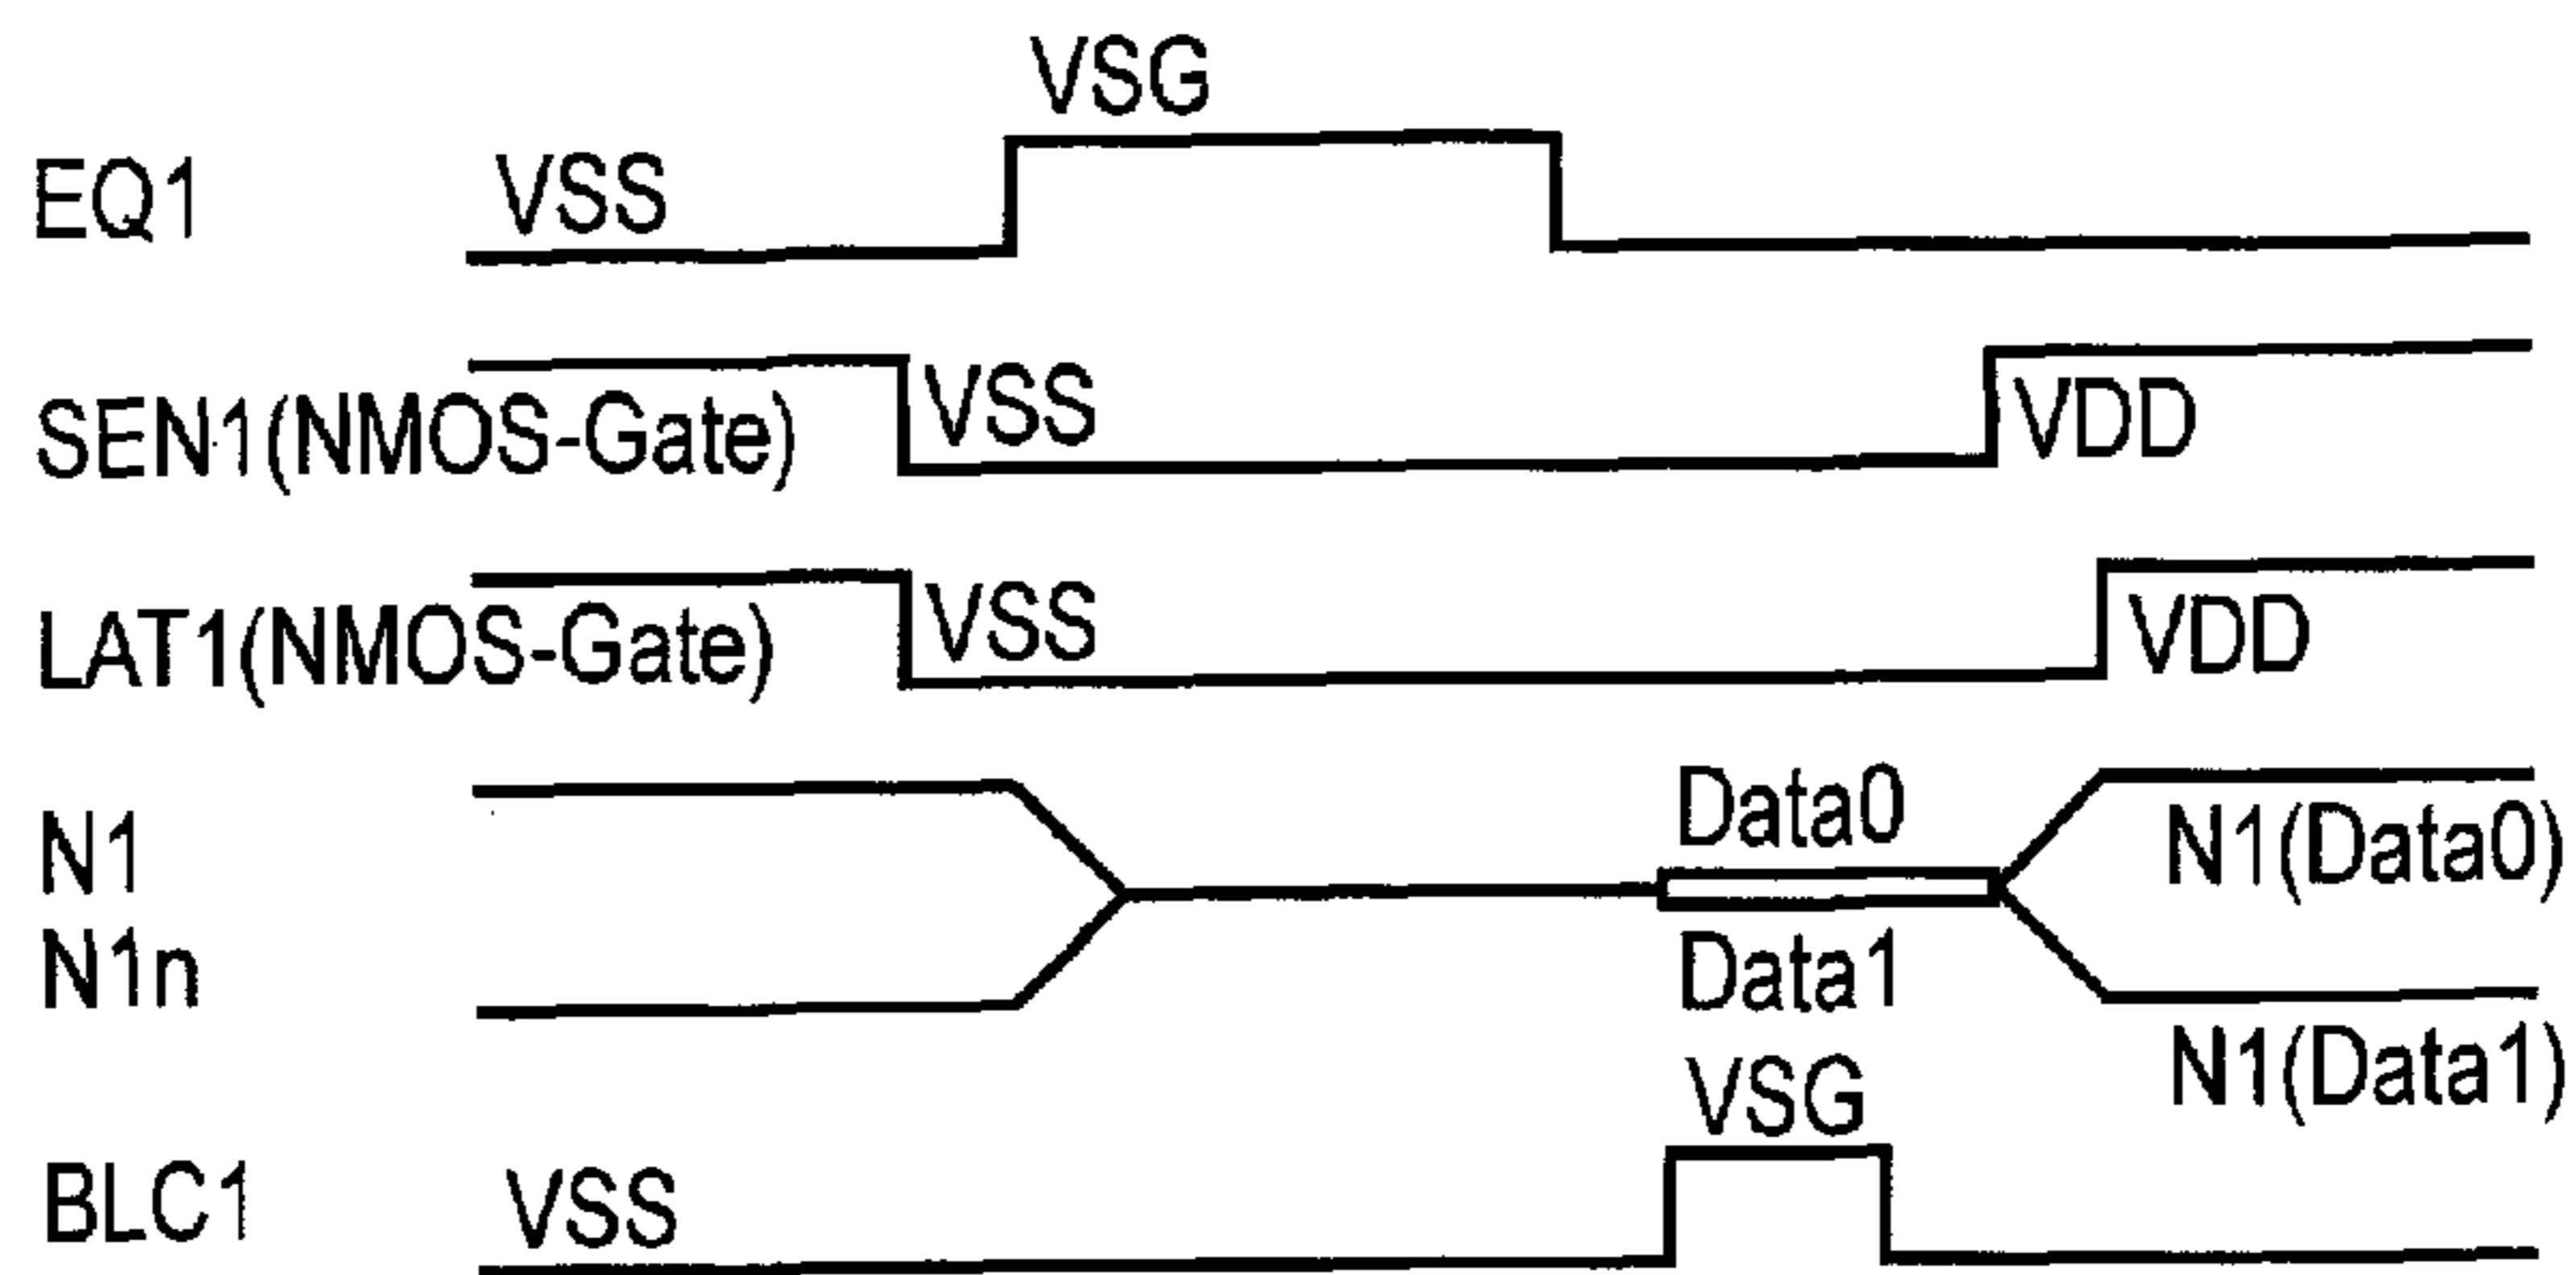 VSG
EQ1 VSS
SEN1(NMOS-Gate) VSS VDD
LAT1(NMOS-Gate) VSS VDD
N1 Data0 N1(Data0)
N1n Data1 N1(Data1)
VSG
BLC1 VSS